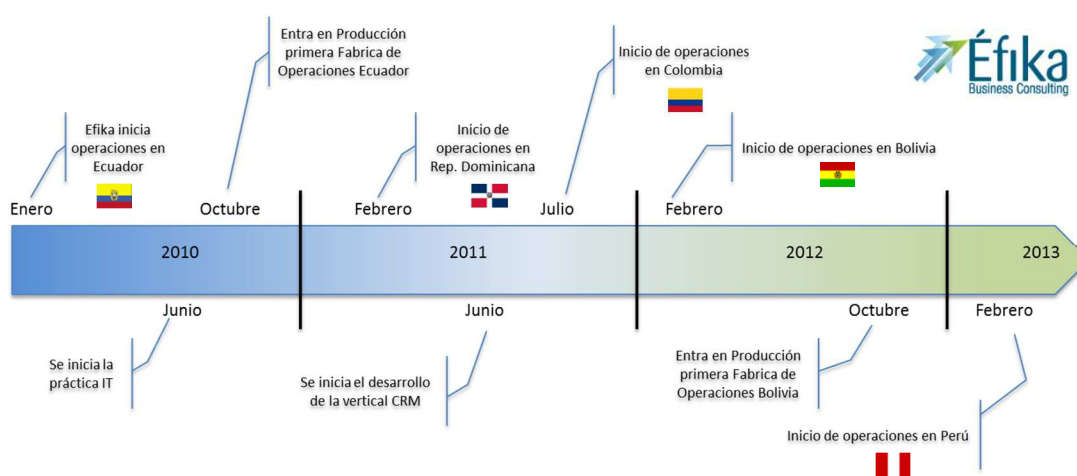 Entra en Producción
primera Fabrica de
Operaciones Ecuador
Inicio de operaciones
en Colombia
Éfika
Business Consulting
Efika inicia
operaciones en
Ecuador
Inicio de
operaciones en
Rep. Dominicana
Inicio de operaciones en Bolivia
Enero
Octubre
Febrero
Julio
Febrero
2010
2011
2012
2013
Junio
Junio
Octubre
Febrero
Se inicia la
práctica IT
Se inicia el desarrollo
de la vertical CRM
Entra en Producción
primera Fabrica de
Operaciones Bolivia
Inicio de operaciones en Perú